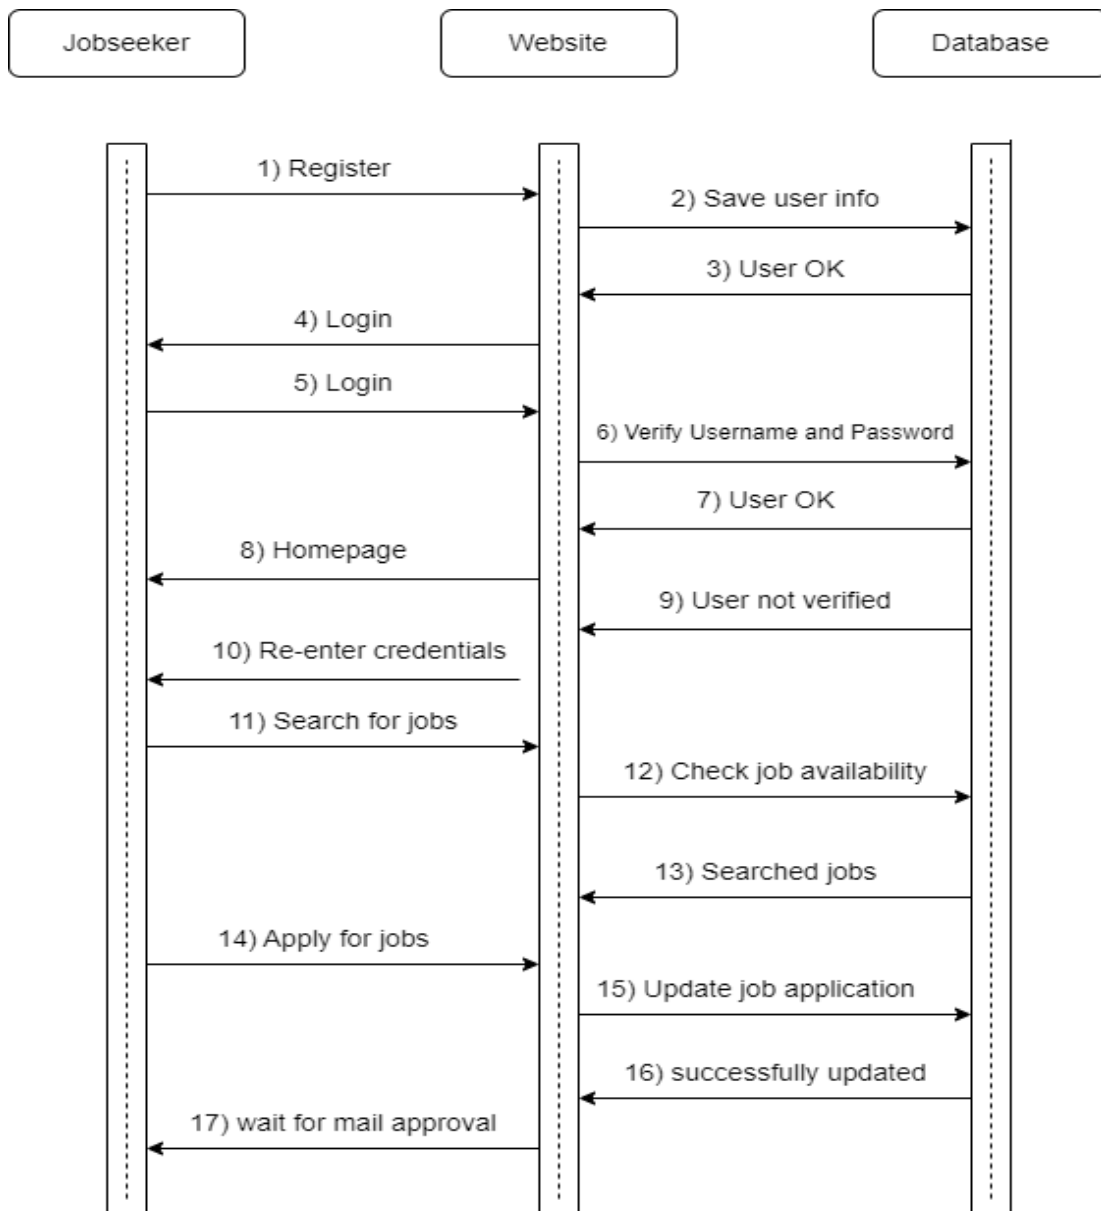 Jobseeker
Website
Database
1) Register
2) Save user info
3) User OK
4) Login
5) Login
6) Verify Username and Password
7) User OK
8) Homepage
9) User not verified
10) Re-enter credentials
11) Search for jobs
12) Check job availability
13) Searched jobs
14) Apply for jobs
15) Update job application
16) successfully updated
17) wait for mail approval